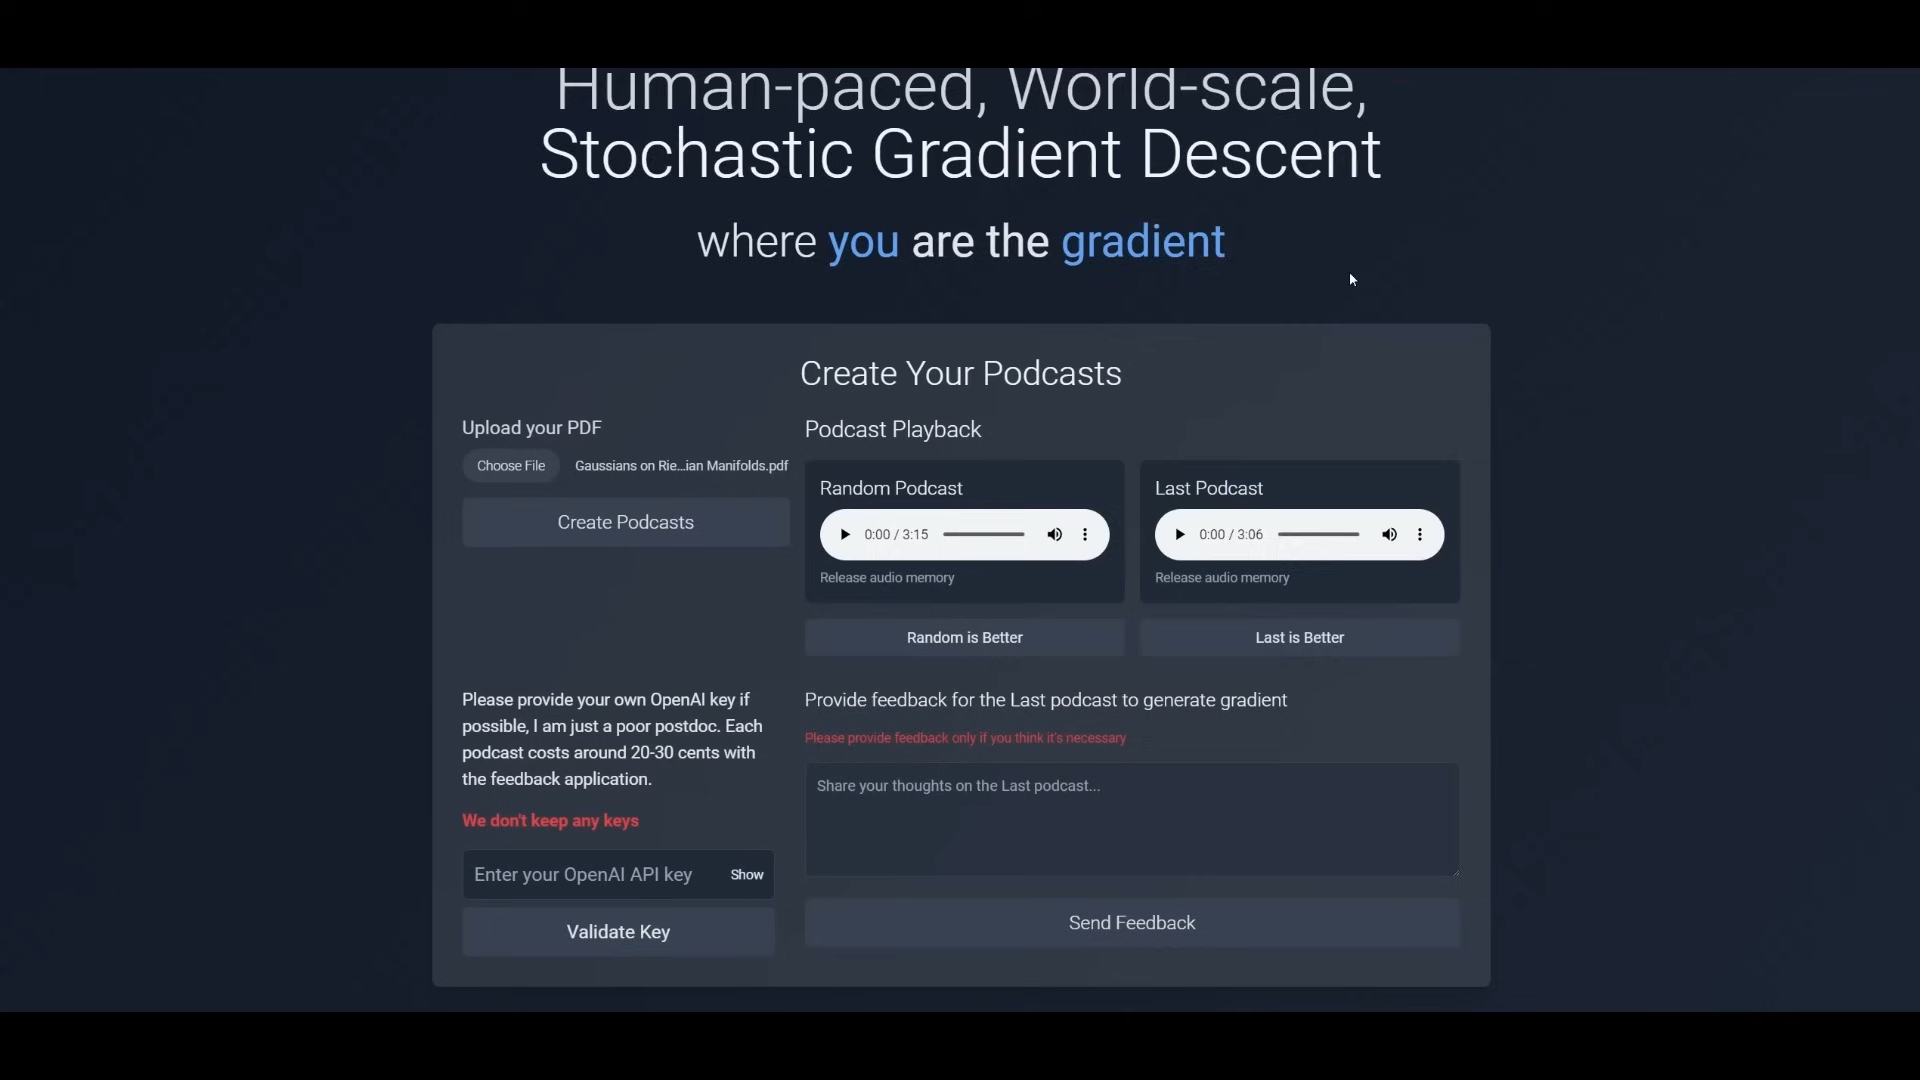 Human-paced, World-scale,
Stochastic Gradient Descent
where you are the gradient
Create Your Podcasts
Upload your PDF
Choose File
Gaussians on Rie...ian Manifolds.pdf
Create Podcasts
Podcast Playback
Random Podcast
0:00 / 3:15
Release audio memory
Last Podcast
0:00 / 3:06
Release audio memory
Random is Better
Last is Better
Please provide your own OpenAI key if
possible, I am just a poor postdoc. Each
podcast costs around 20-30 cents with
the feedback application.
We don't keep any keys
Enter your OpenAI API key
Show
Validate Key
Provide feedback for the Last podcast to generate gradient
Please provide feedback only if you think it's necessary
Share your thoughts on the Last podcast...
Send Feedback